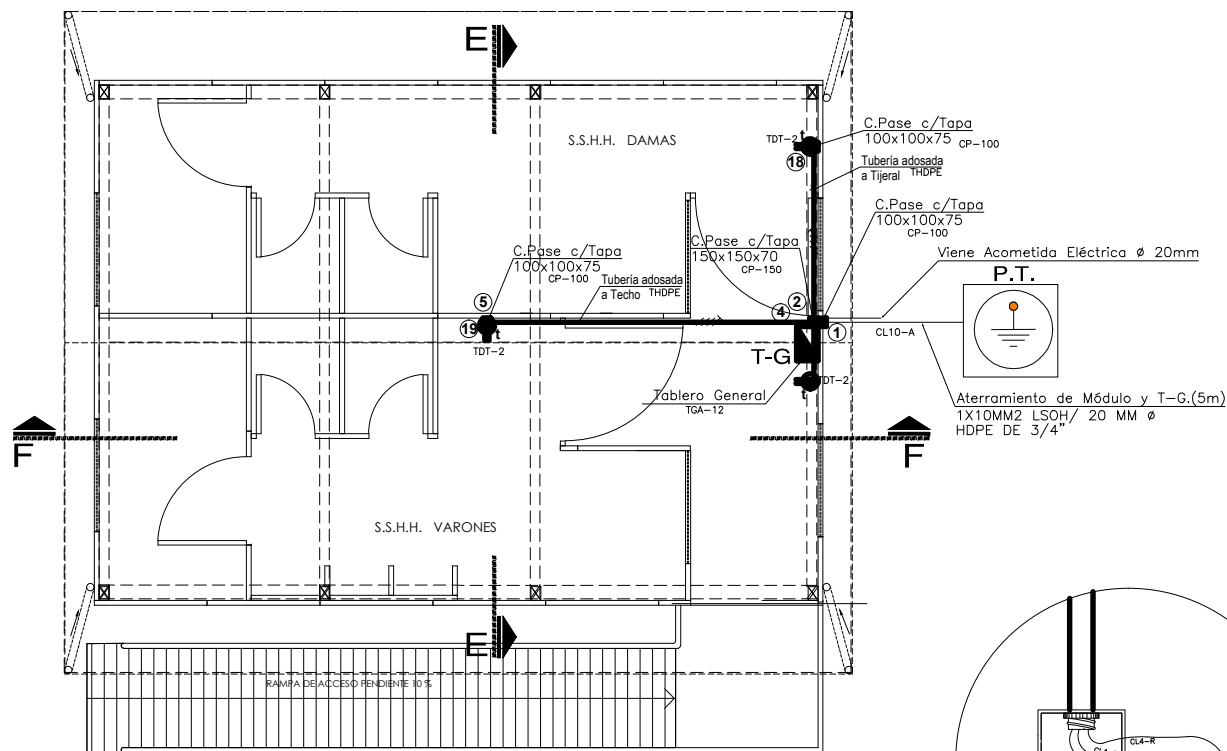 E
S.S.H.H. DAMAS
TDT-2
t
18
C.Pase c/Tapa
100x100x75 CP-100
Tubería adosada
a Tijeral THDPE
C.Pase c/Tapa
100x100x75
CP-100
C.Pase c/Tapa
100x100x75
CP-100
Tubería adosada
a Techo THDPE
C.Pase c/Tapa
150x150x70
CP-150
Viene Acometida Eléctrica Ø 20mm
P.T.
5
19
t
TDT-2
2
4
1
CL10-A
T-G
TDT-2
t
Tablero General
TGA-12
Aterramiento de Módulo y T-G.(5m)
1X10MM2 LSOH/ 20 MM Ø
HDPE DE 3/4"
F
F
S.S.H.H. VARONES
E
RAMPA DE ACCESO PENDIENTE 10 %
CL4-R